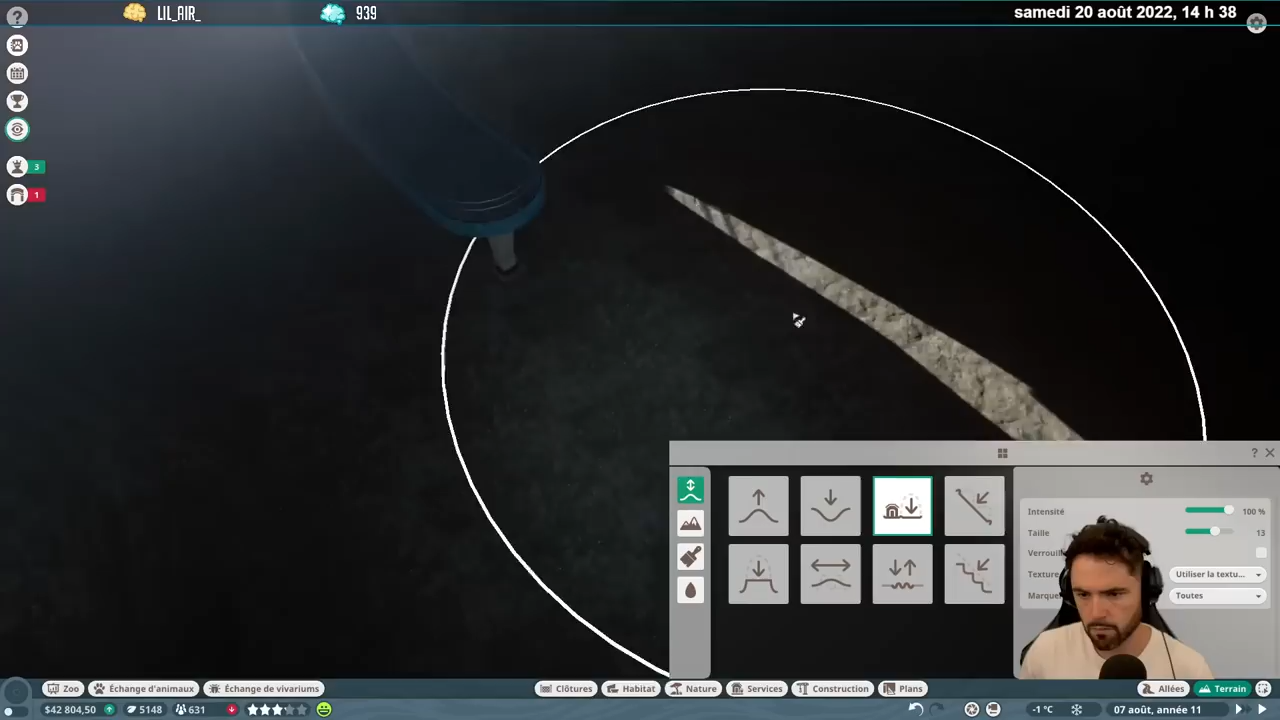 LIL_AIR_
939
samedi 20 août 2022, 14 h 38
?
3
1
?
Intensité
100 %
Taille
13
Verroui
Texture
Utiliser la textu...
Marque
Toutes
Zoo
Échange d'animaux
Échange de vivariums
Clôtures
Habitat
Nature
Services
Construction
Plans
Allées
Terrain
$42 804,50
5148
631
-1 °C
07 août, année 11